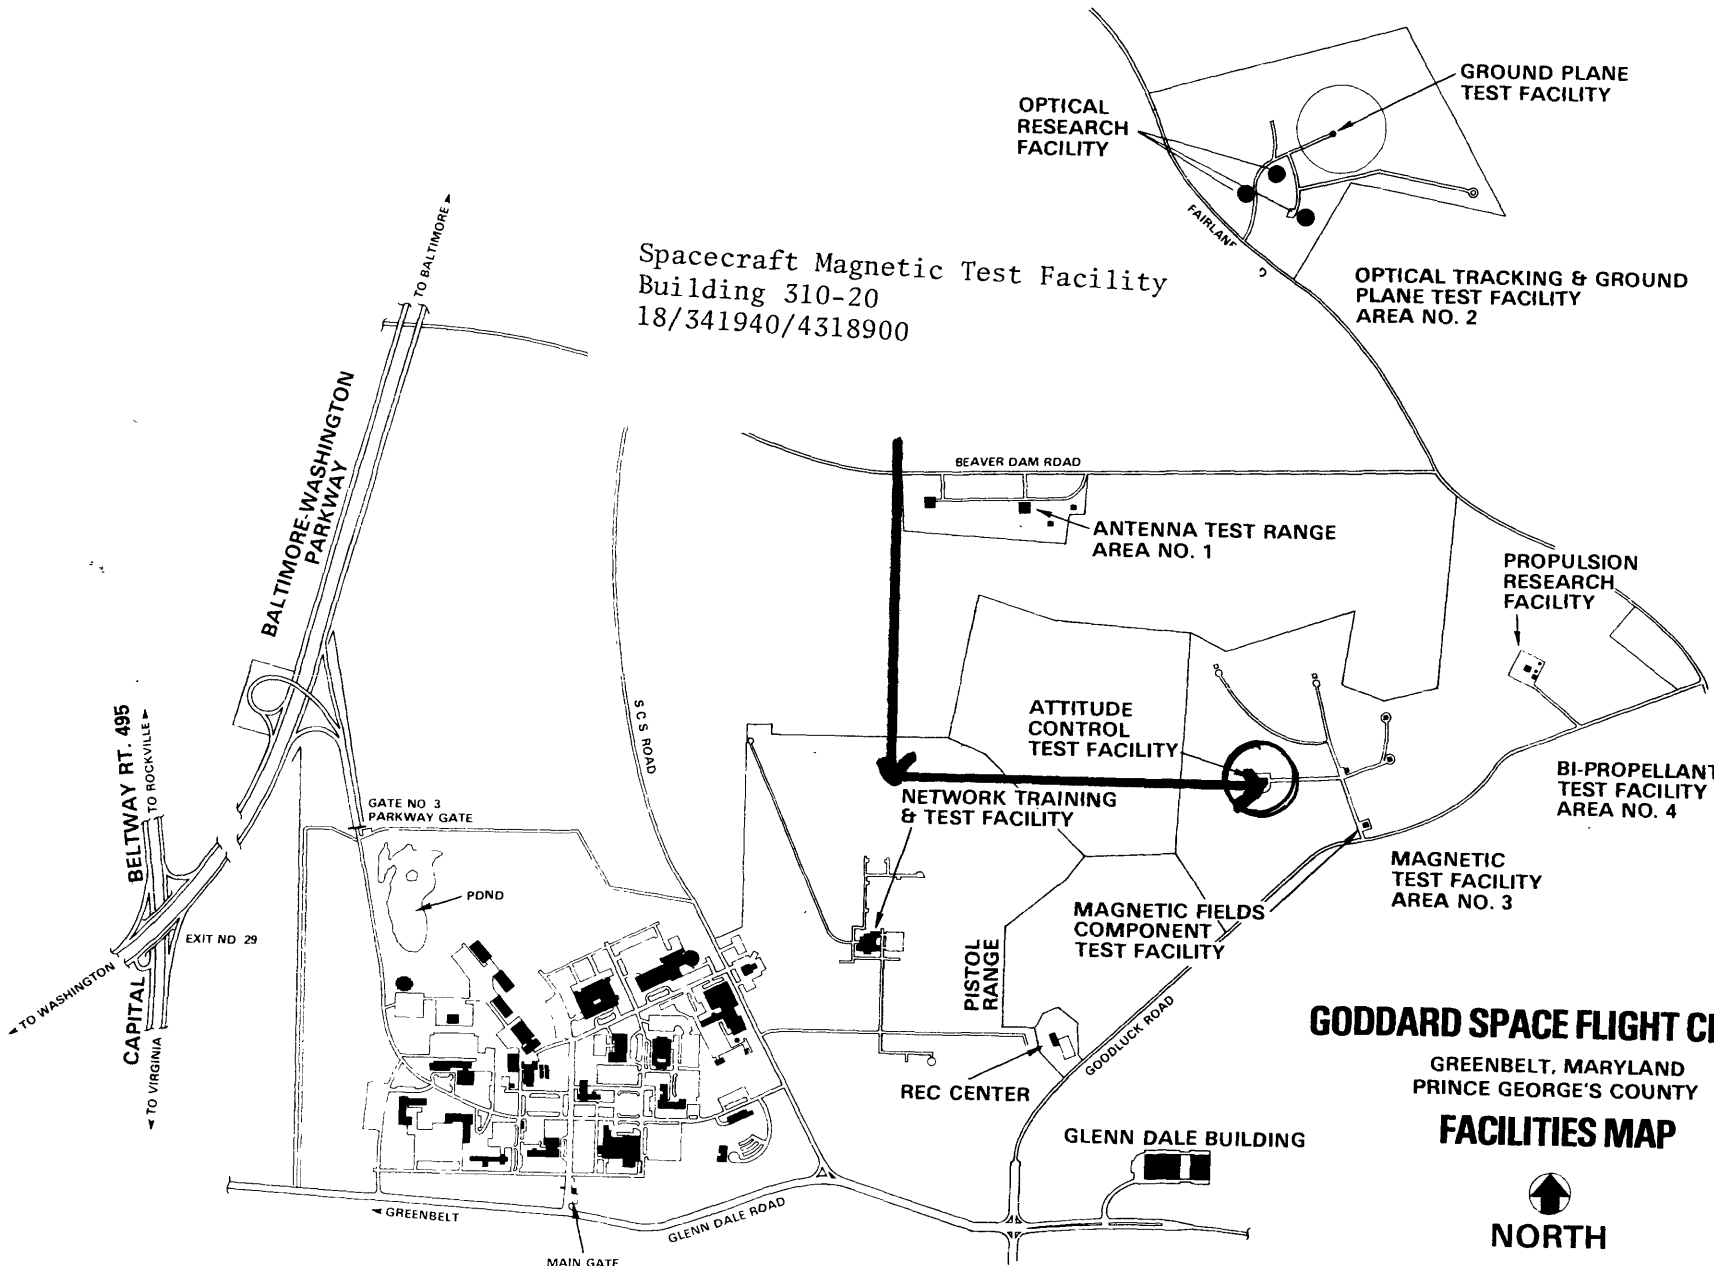 GROUND PLANE
TEST FACILITY
OPTICAL
RESEARCH
FACILITY
FAIRLANE
OPTICAL TRACKING & GROUND
PLANE TEST FACILITY
AREA NO. 2
TO BALTIMORE
Spacecraft Magnetic Test Facility
Building 310-20
18/341940/4318900
BALTIMORE-WASHINGTON
PARKWAY
BEAVER DAM ROAD
ANTENNA TEST RANGE
AREA NO. 1
PROPULSION
RESEARCH
FACILITY
SCS ROAD
ATTITUDE
CONTROL
TEST FACILITY
CAPITAL BELTWAY RT. 495
TO ROCKVILLE
GATE NO 3
PARKWAY GATE
NETWORK TRAINING
& TEST FACILITY
BI-PROPELLANT
TEST FACILITY
AREA NO. 4
MAGNETIC
TEST FACILITY
AREA NO. 3
POND
EXIT NO 29
MAGNETIC FIELDS
COMPONENT
TEST FACILITY
PISTOL
RANGE
TO WASHINGTON
TO VIRGINIA
GOODLUCK ROAD
REC CENTER
GODDARD SPACE FLIGHT C
GREENBELT, MARYLAND
PRINCE GEORGE'S COUNTY
FACILITIES MAP
GLENN DALE BUILDING
GREENBELT
GLENN DALE ROAD
MAIN GATE
NORTH